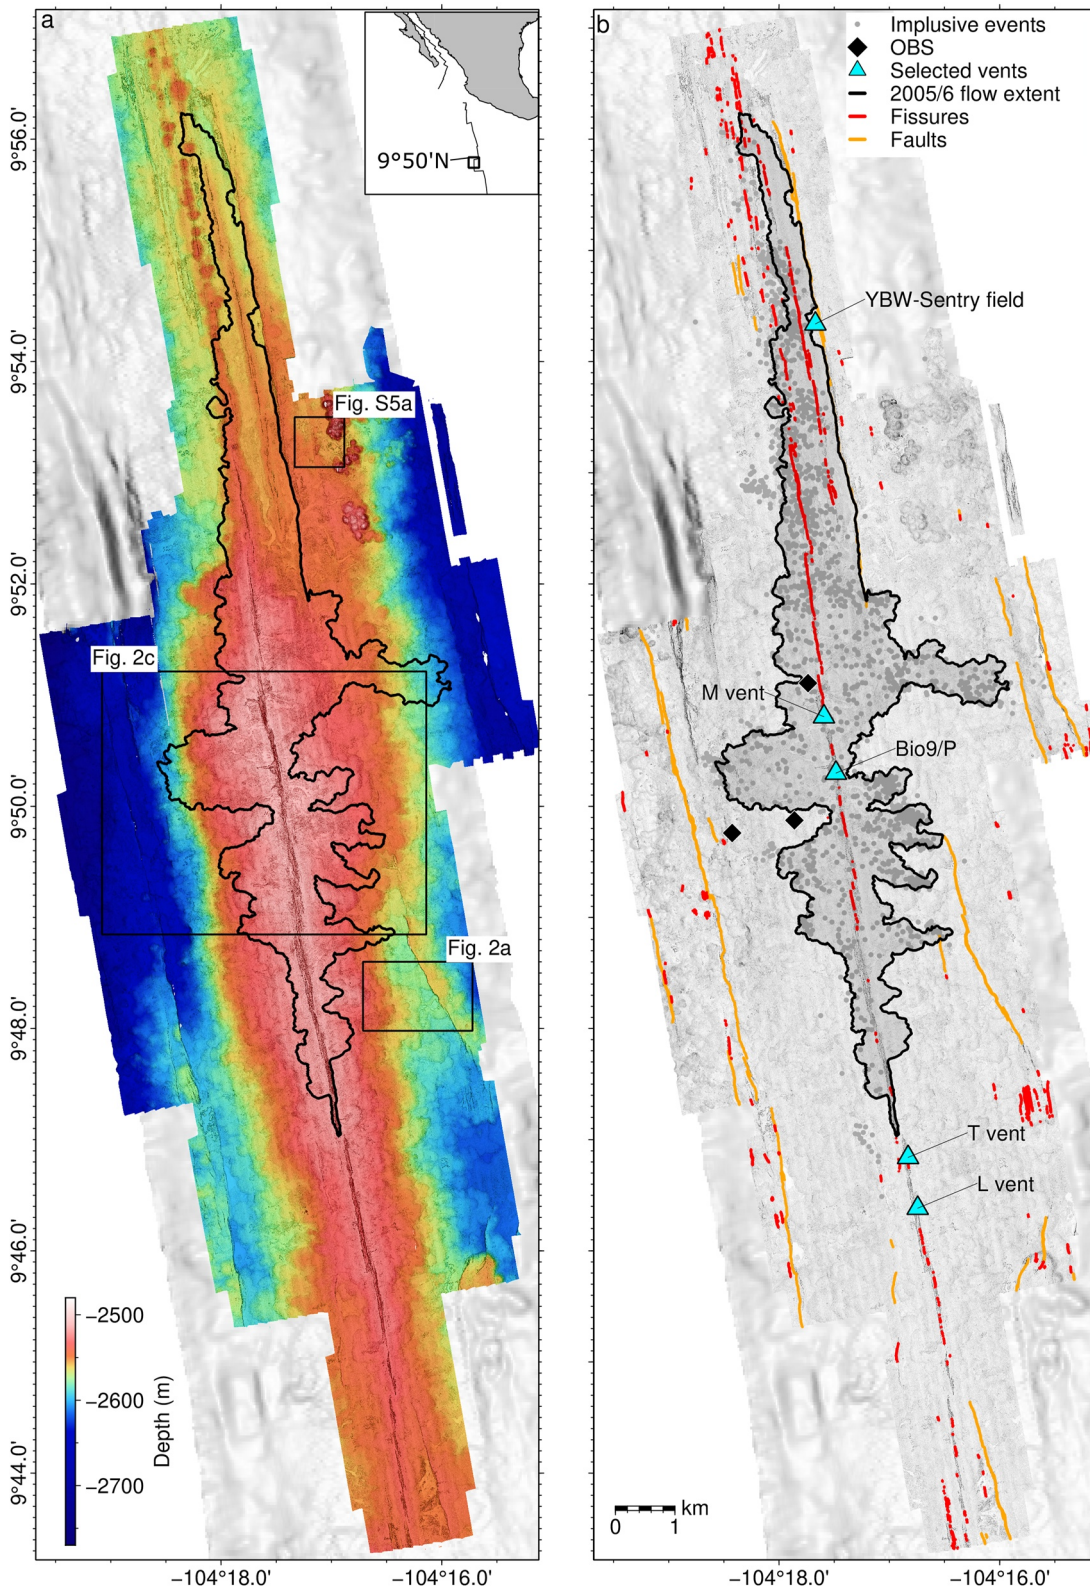 a
9°50'N
9°56.0'
9°54.0'
9°52.0'
9°50.0'
9°48.0'
9°46.0'
9°44.0'
Fig. S5a
Fig. 2c
Fig. 2a
−2500
−2600
−2700
Depth (m)
−104°18.0'
−104°16.0'
b
Implusive events
OBS
Selected vents
2005/6 flow extent
Fissures
Faults
YBW-Sentry field
M vent
Bio9/P
T vent
L vent
km
0
1
−104°18.0'
−104°16.0'